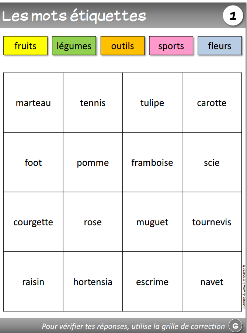 Les mots étiquettes 1
fruits légumes outils sports fleurs
marteau tennis tulipe carotte
foot pomme framboise scie
courgette rose muguet tournevis
raisin hortensia escrime navet
Pour vérifier tes réponses, utilise la grille de correction G